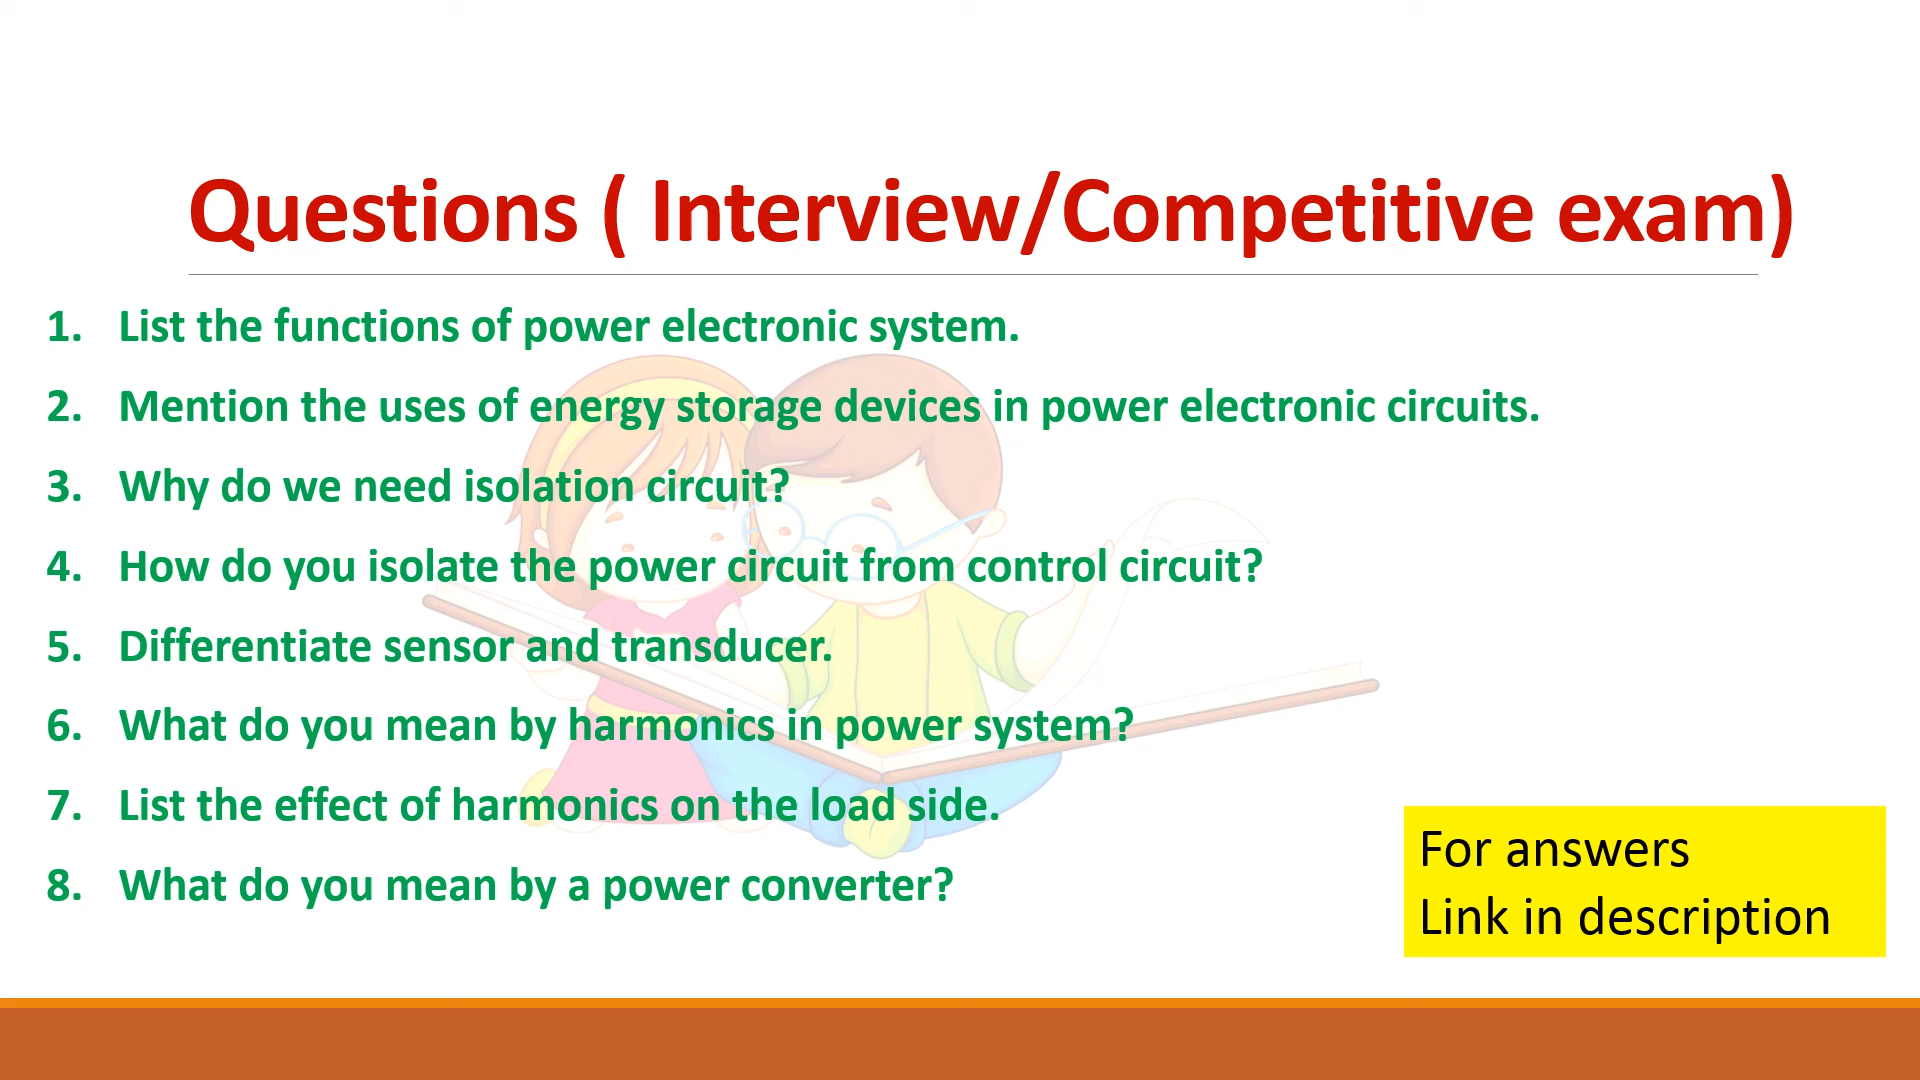 Questions ( Interview/Competitive exam)
1. List the functions of power electronic system.
2. Mention the uses of energy storage devices in power electronic circuits.
3. Why do we need isolation circuit?
4. How do you isolate the power circuit from control circuit?
5. Differentiate sensor and transducer.
6. What do you mean by harmonics in power system?
7. List the effect of harmonics on the load side.
8. What do you mean by a power converter?
For answers
Link in description